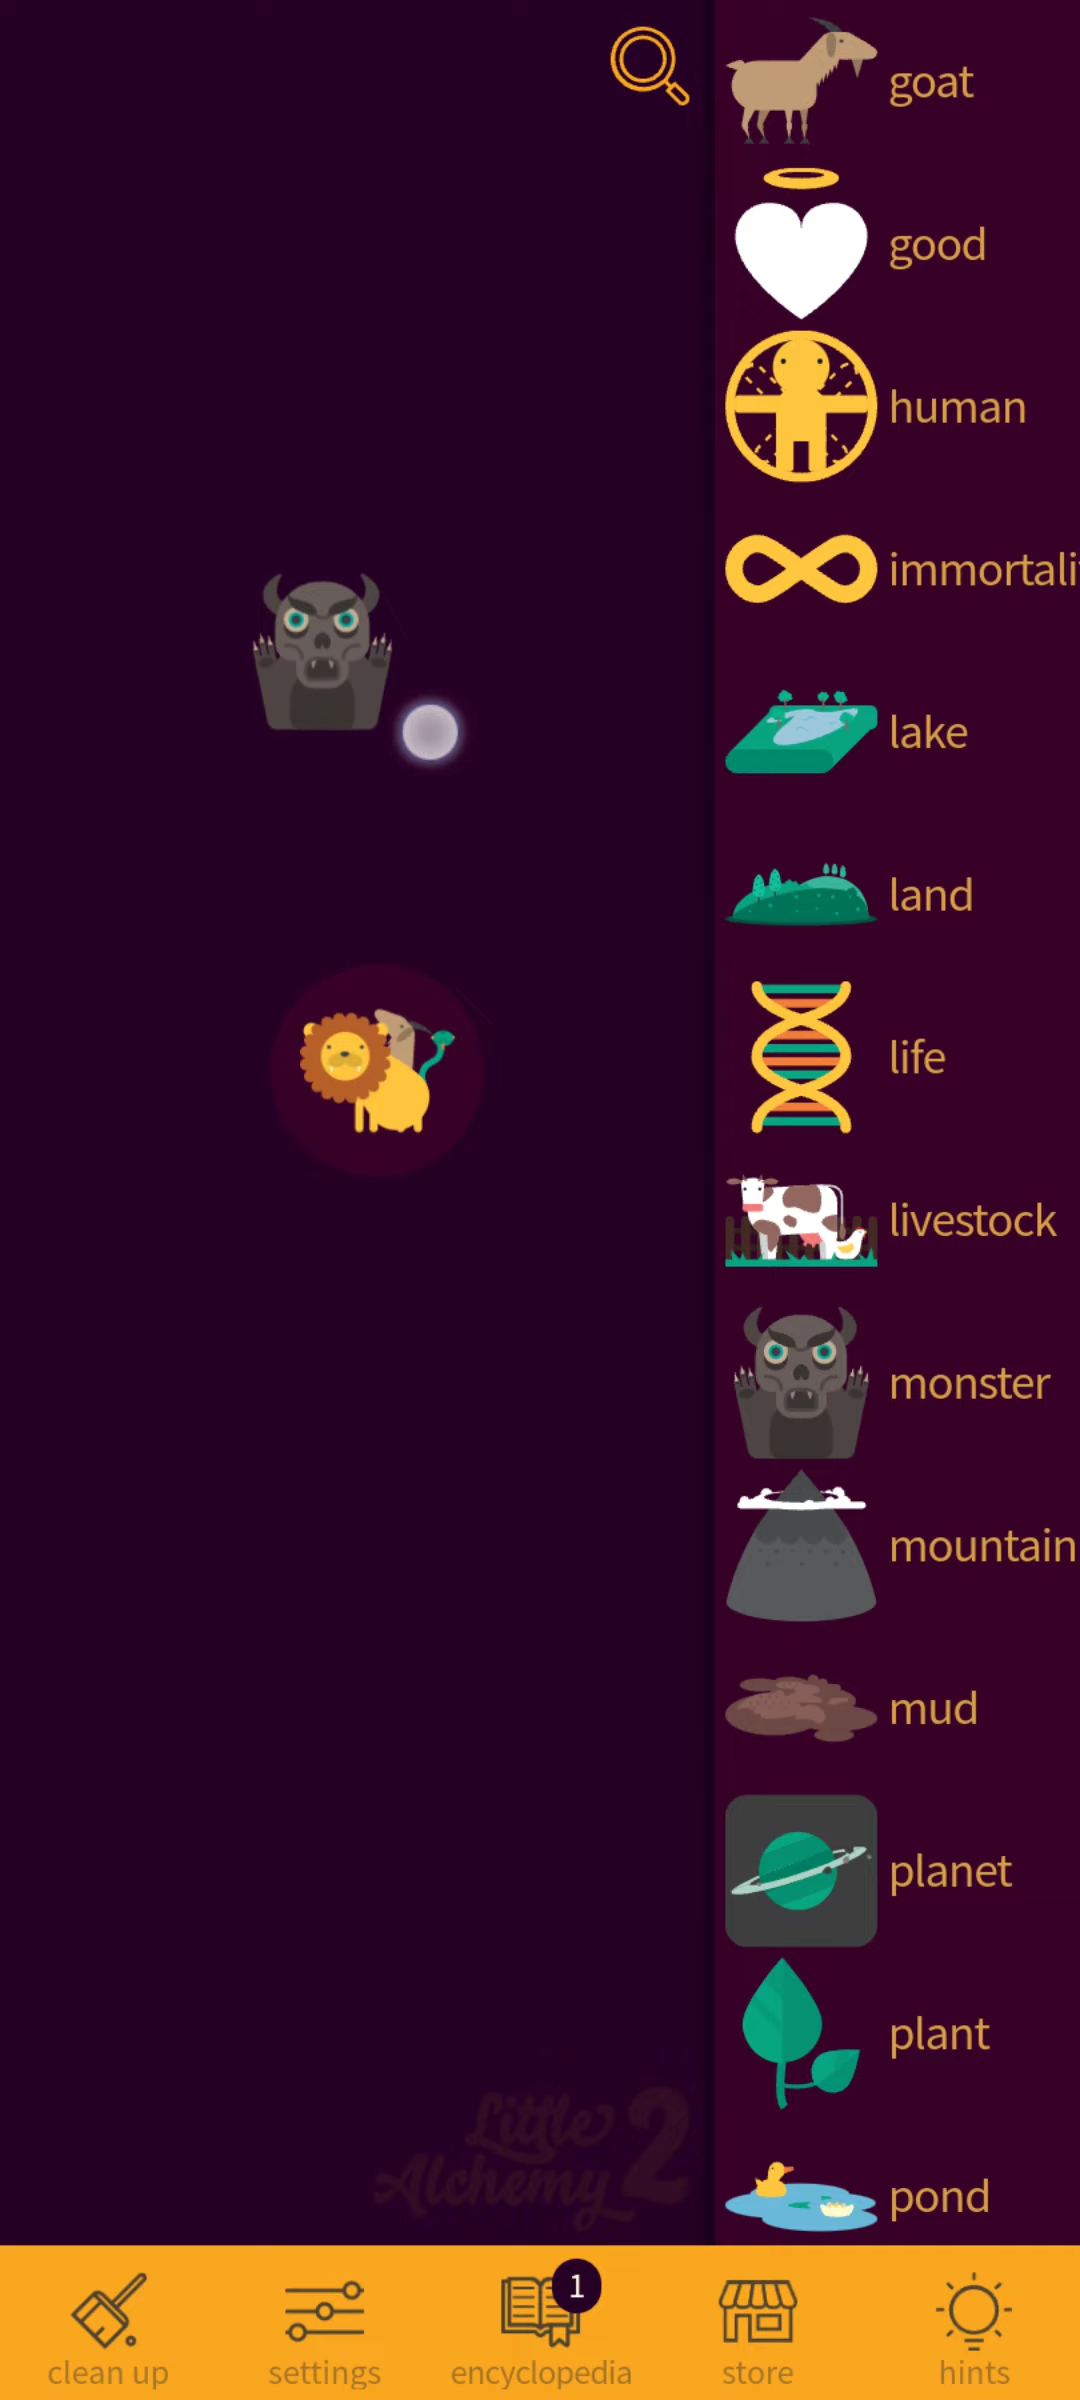 goat
good
human
immortali
lake
land
life
livestock
monster
mountain
mud
planet
plant
pond
Little
Alchemy 2
1
clean up
settings
encyclopedia
store
hints